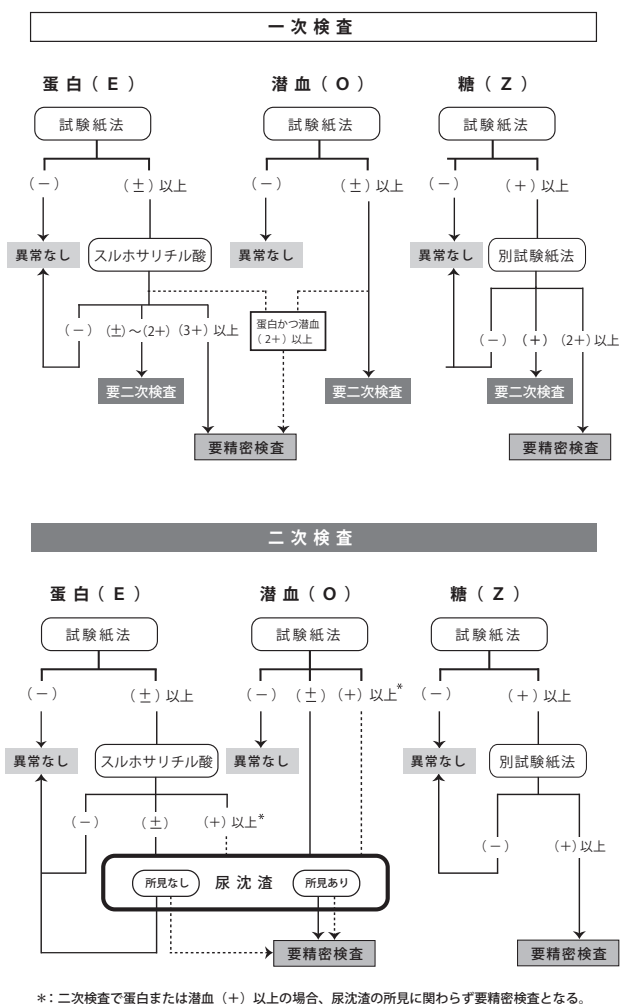 一次検査
蛋白（E） 潜血（O） 糖（Z）
試験紙法 試験紙法 試験紙法
（－） （±）以上 （－） （±）以上 （－） （＋）以上
異常なし スルホサリチル酸 異常なし 異常なし 別試験紙法
（－） （±）～（2+） （3+）以上 （－） （+） （2+）以上
蛋白かつ潜血
（2+）以上
要二次検査 要二次検査 要二次検査
要精密検査 要精密検査
二次検査
蛋白（E） 潜血（O） 糖（Z）
試験紙法 試験紙法 試験紙法
（－） （±）以上 （－） （±） （+）以上* （－） （＋）以上
異常なし スルホサリチル酸 異常なし 異常なし 別試験紙法
（－） （±） （+）以上* （－） （+）以上
所見なし 尿沈渣 所見あり
要精密検査 要精密検査
*：二次検査で蛋白または潜血（+）以上の場合、尿沈渣の所見に関わらず要精密検査となる。